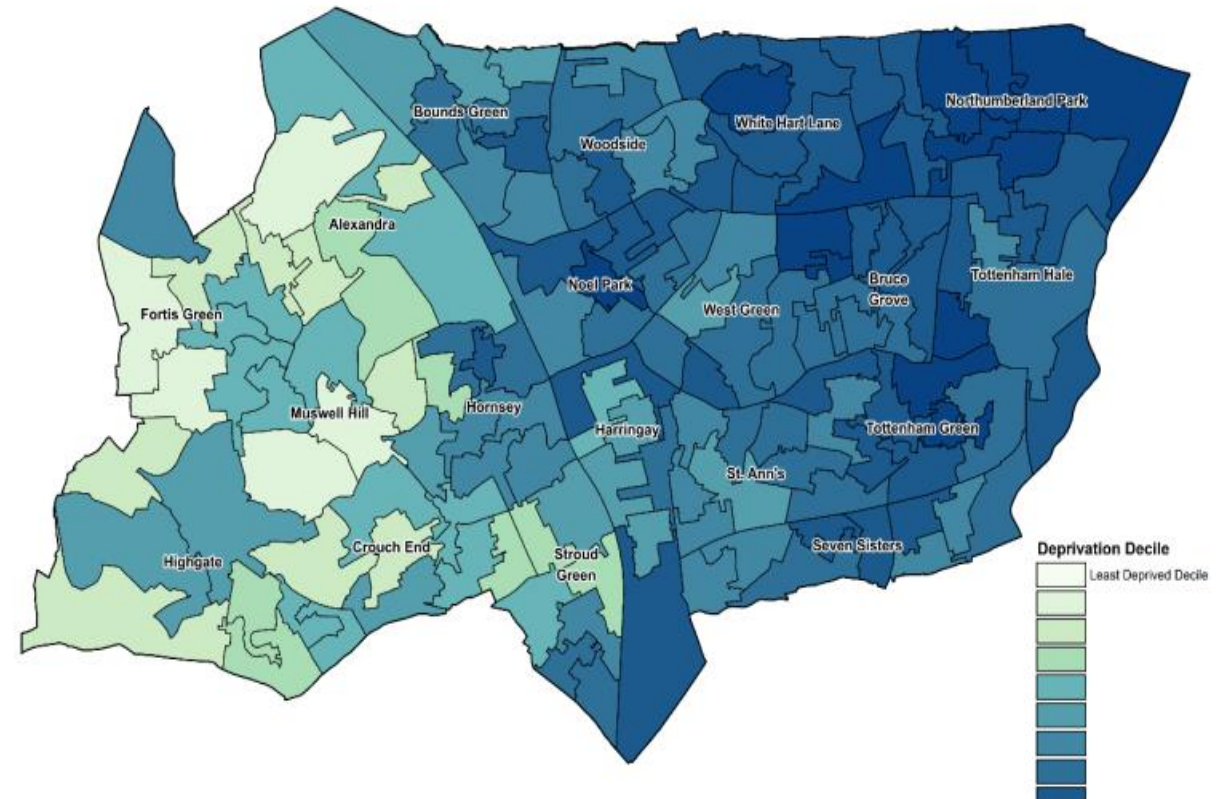 Northumberland Park
Bounds Green
White Hart Lane
Woodside
Alexandra
Tottenham Hale
Noel Park
Bruce
Grove
West Green
Fortis Green
Muswell Hill
Hornsey
Harringay
Tottenham Green
St. Ann's
Seven Sisters
Crouch End
Stroud
Green
Highgate
Deprivation Decile
Least Deprived Decile